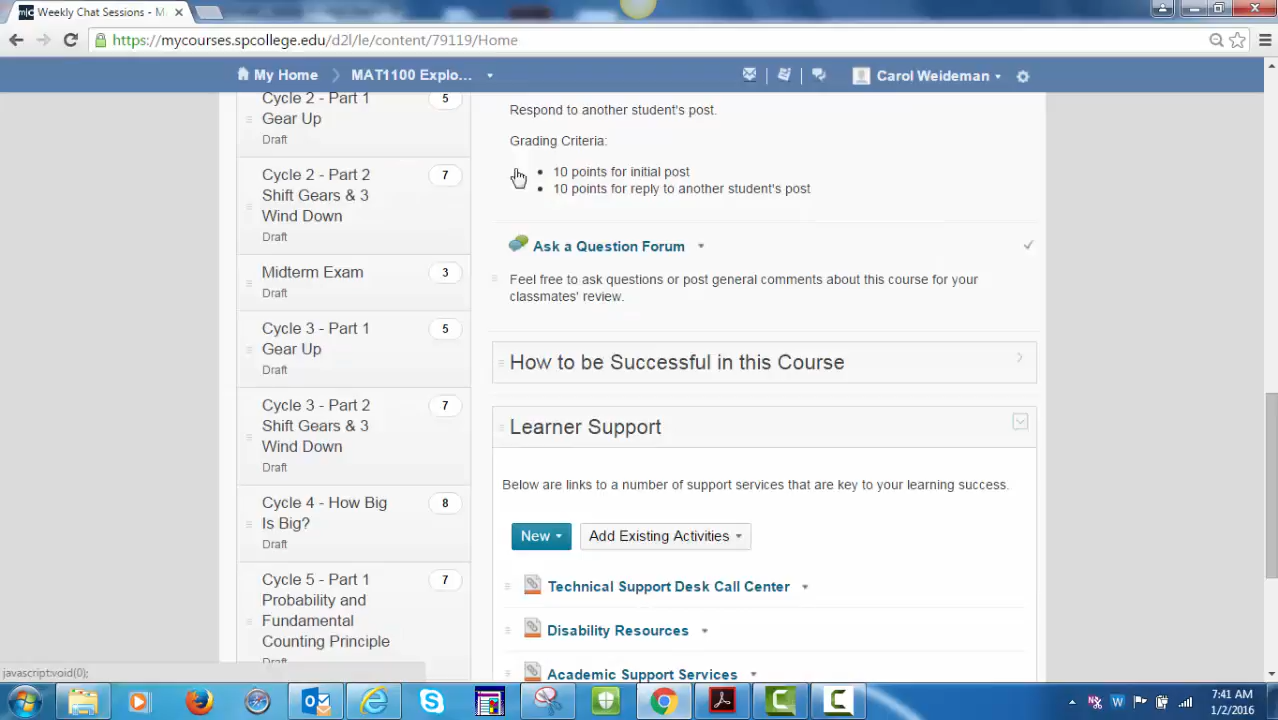 Weekly Chat Sessions - M
https://mycourses.spcollege.edu/d2l/le/content/79119/Home
My Home
MAT1100 Explo...
Carol Weideman
Cycle 2 - Part 1
Gear Up
5
Draft
Cycle 2 - Part 2
Shift Gears & 3
Wind Down
7
Draft
Midterm Exam
3
Draft
Cycle 3 - Part 1
Gear Up
5
Draft
Cycle 3 - Part 2
Shift Gears & 3
Wind Down
7
Draft
Cycle 4 - How Big
Is Big?
8
Draft
Cycle 5 - Part 1
Probability and
Fundamental
Counting Principle
7
Draft
Respond to another student's post.
Grading Criteria:
10 points for initial post
10 points for reply to another student's post
Ask a Question Forum
Feel free to ask questions or post general comments about this course for your
classmates' review.
How to be Successful in this Course
Learner Support
Below are links to a number of support services that are key to your learning success.
New
Add Existing Activities
Technical Support Desk Call Center
Disability Resources
Academic Support Services
javascript:void(0);
7:41 AM
1/2/2016